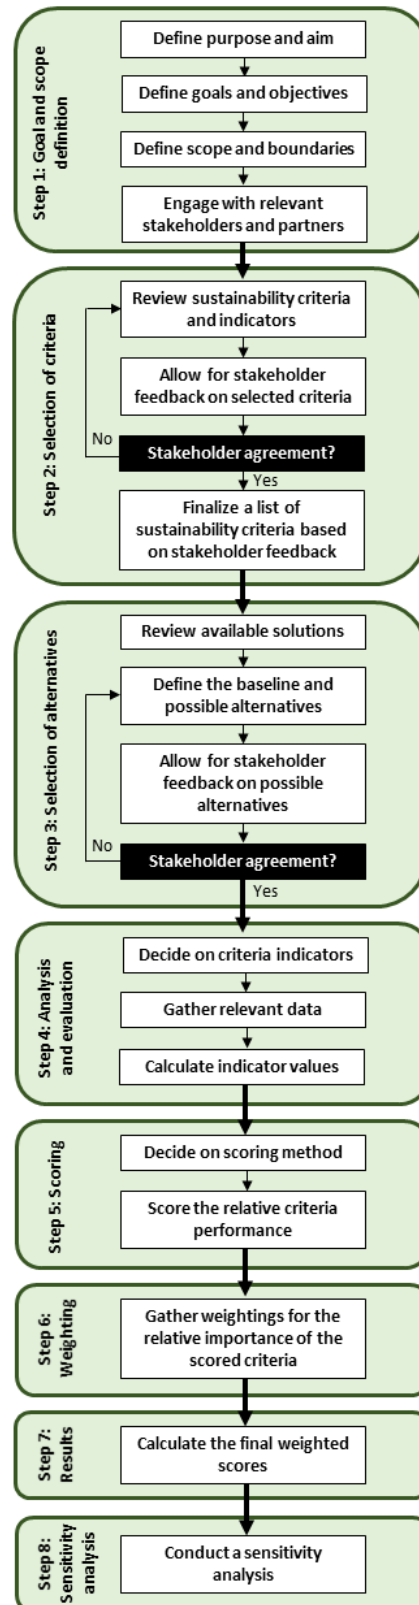 Step 1: Goal and scope
definition
Define purpose and aim
Define goals and objectives
Define scope and boundaries
Engage with relevant
stakeholders and partners
Step 2: Selection of criteria
Review sustainability criteria
and indicators
Allow for stakeholder
feedback on selected criteria
No
Stakeholder agreement?
Yes
Finalize a list of
sustainability criteria based
on stakeholder feedback
Step 3: Selection of alternatives
Review available solutions
Define the baseline and
possible alternatives
Allow for stakeholder
feedback on possible
alternatives
No
Stakeholder agreement?
Yes
Step 4: Analysis
and evaluation
Decide on criteria indicators
Gather relevant data
Calculate indicator values
Step 5: Scoring
Decide on scoring method
Score the relative criteria
performance
Step 6:
Weighting
Gather weightings for the
relative importance of the
scored criteria
Step 7:
Results
Calculate the final weighted
scores
Step 8:
Sensitivity
analysis
Conduct a sensitivity
analysis